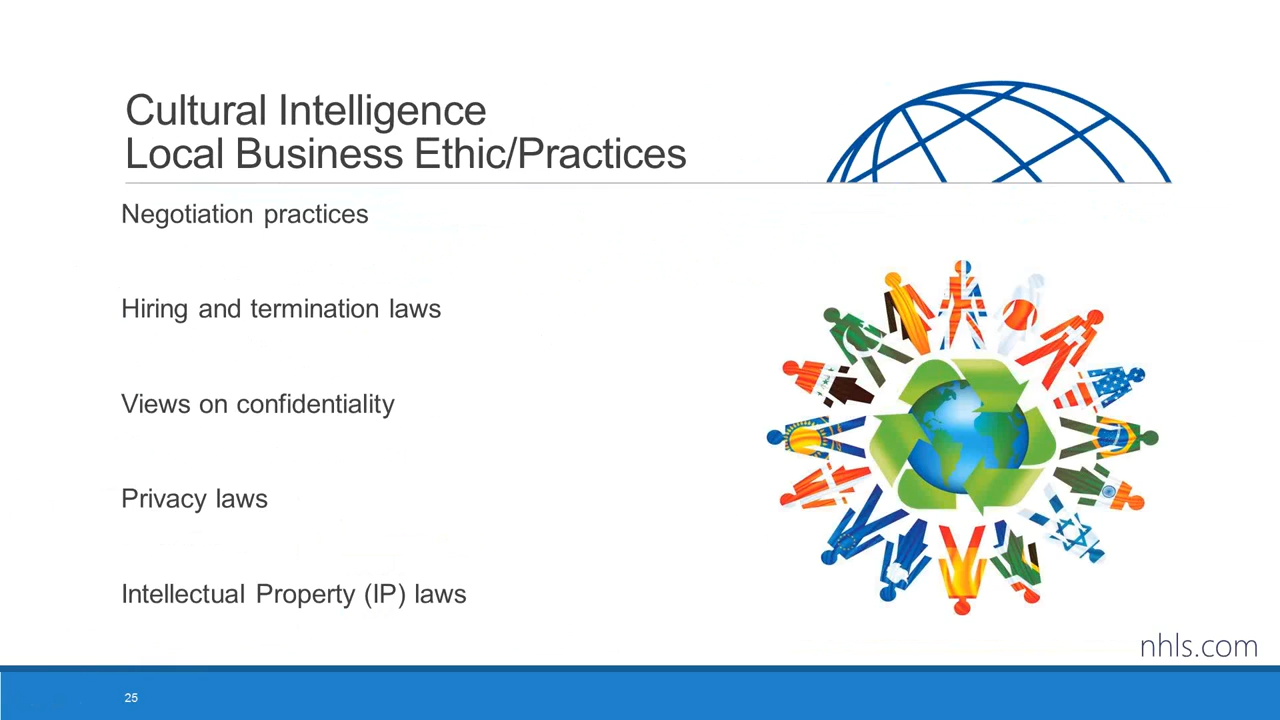 Cultural Intelligence
Local Business Ethic/Practices
Negotiation practices
Hiring and termination laws
Views on confidentiality
Privacy laws
Intellectual Property (IP) laws
nhls.com
25